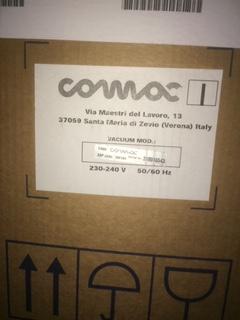 comac
Via Maestri del Lavoro, 13
37059 Santa Maria di Zevio (Verona) Italy
VACUUM MOD.:
comac
230-240 V 50/60 Hz